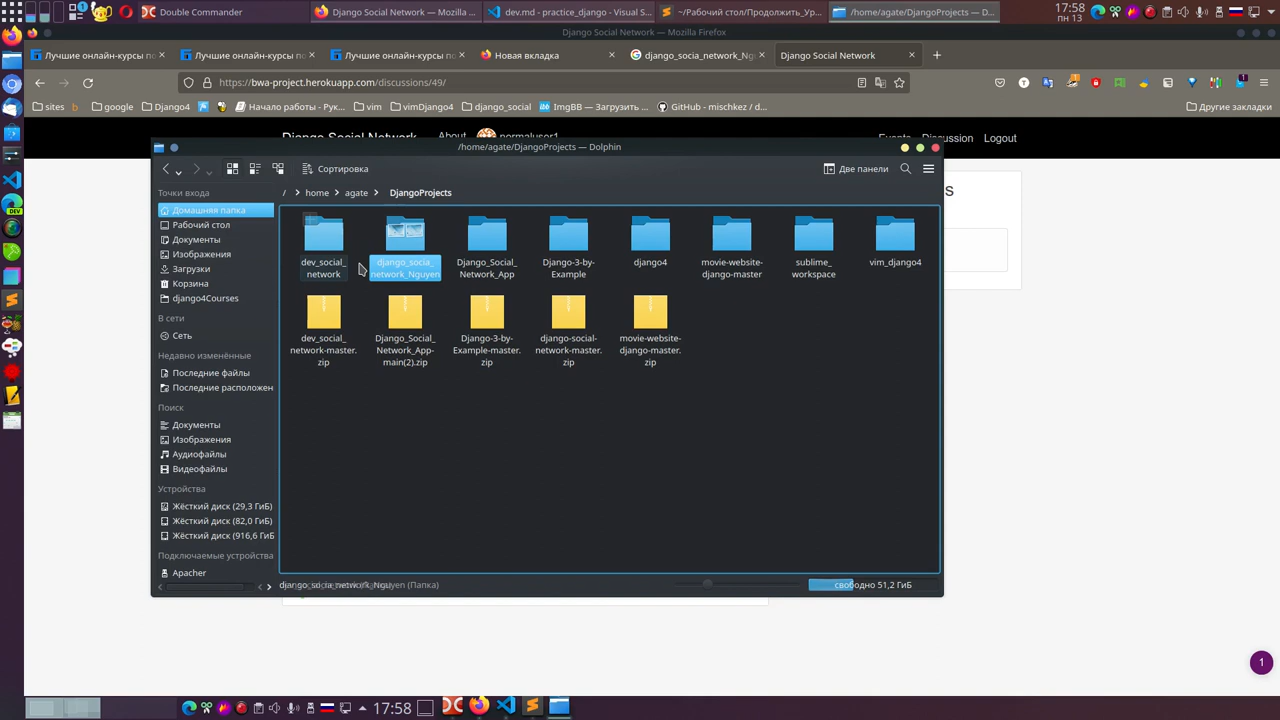 Double Commander
Django Social Network — Mozilla ...
dev.md - practice_django - Visual S...
~/Рабочий стол/Продолжить_Ур...
/home/agate/DjangoProjects — D...
17:58
пн 13
Django Social Network — Mozilla Firefox
Лучшие онлайн-курсы по
Лучшие онлайн-курсы по
Лучшие онлайн-курсы по
Новая вкладка
django_socia_network_Ng
Django Social Network
https://bwa-project.herokuapp.com/discussions/49/
sites
google
Django4
Начало работы - Рук...
vim
vimDjango4
django_social
ImgBB — Загрузить ...
GitHub - mischkez / d...
Другие закладки
Django Social Network
About
normaluser1
Events
Discussion
Logout
/home/agate/DjangoProjects — Dolphin
Сортировка
Две панели
/ home agate DjangoProjects
Точки входа
Домашняя папка
Рабочий стол
Документы
Изображения
Загрузки
Корзина
django4Courses
В сети
Сеть
Недавно изменённые
Последние файлы
Последние расположен
Поиск
Документы
Изображения
Аудиофайлы
Видеофайлы
Устройства
Жёсткий диск (29,3 ГиБ)
Жёсткий диск (82,0 ГиБ)
Жёсткий диск (916,6 ГиБ
Подключаемые устройства
Apacher
dev_social_
network
django_socia_
network_Nguyen
Django_Social_
Network_App
Django-3-by-
Example
django4
movie-website-
django-master
sublime_
workspace
vim_django4
dev_social_
network-master.
zip
Django_Social_
Network_App-
main(2).zip
Django-3-by-
Example-master.
zip
django-social-
network-master.
zip
movie-website-
django-master.
zip
django_socia_network_Nguyen (Папка)
свободно 51,2 ГиБ
1
17:58